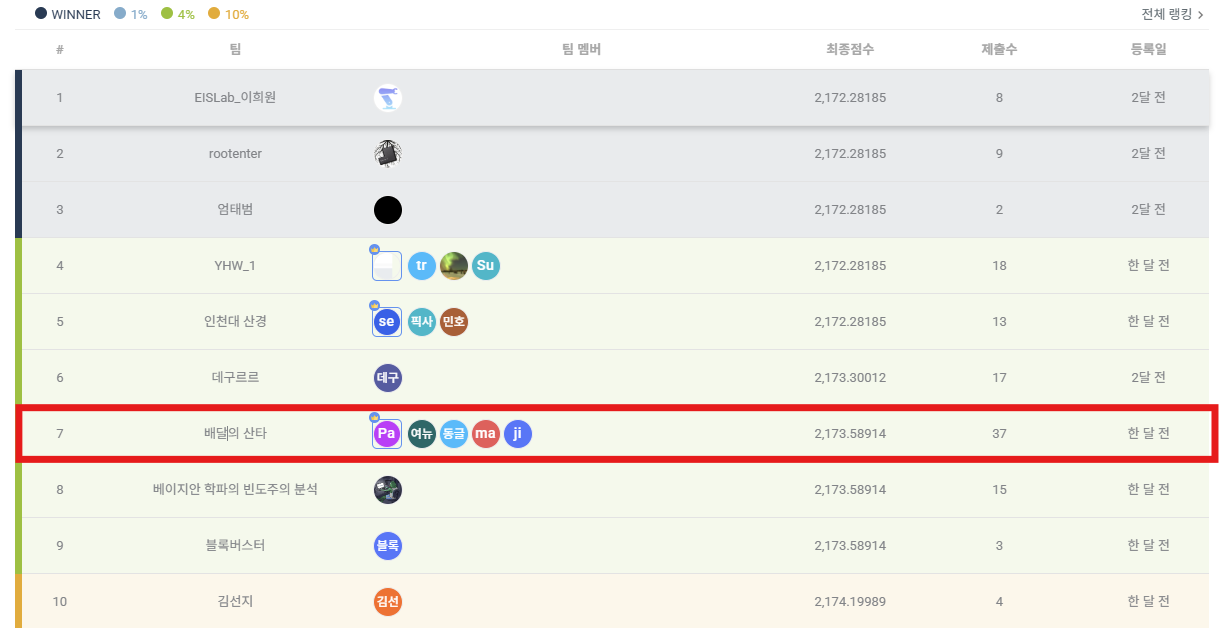 WINNER 1% 4% 10% 전체 랭킹
# 팀 팀 멤버 최종점수 제출수 등록일
1 EISLab_이희원 2,172.28185 8 2달 전
2 rootenter 2,172.28185 9 2달 전
3 엄태범 2,172.28185 2 2달 전
4 YHW_1 tr Su 2,172.28185 18 한 달 전
5 인천대 산경 se 픽사 민호 2,172.28185 13 한 달 전
6 데구르르 데구 2,173.30012 17 2달 전
7 배달의 산타 Pa 여뉴 동글 ma ji 2,173.58914 37 한 달 전
8 베이지안 학파의 빈도주의 분석 2,173.58914 15 한 달 전
9 블록버스터 블록 2,173.58914 3 한 달 전
10 김선지 김선 2,174.19989 4 한 달 전